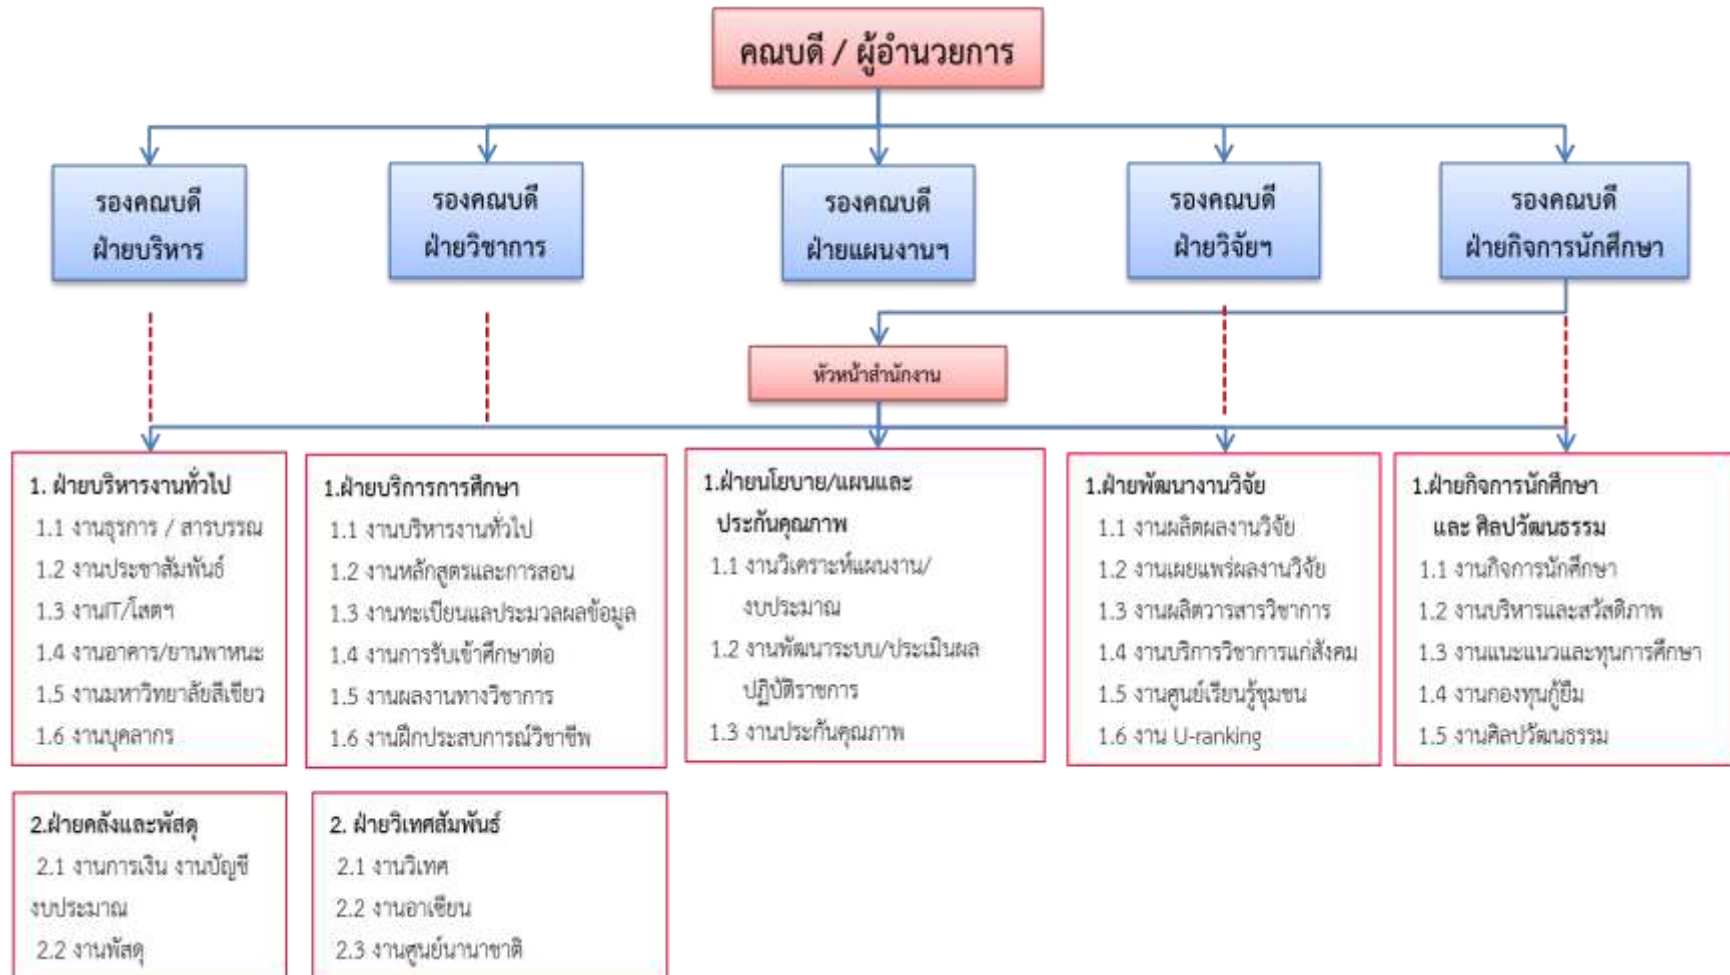 คณบดี / ผู้อำนวยการ
รองคณบดี
ฝ่ายบริหาร
รองคณบดี
ฝ่ายวิชาการ
รองคณบดี
ฝ่ายแผนงานฯ
รองคณบดี
ฝ่ายวิจัยฯ
รองคณบดี
ฝ่ายกิจการนักศึกษา
หัวหน้าสำนักงาน
1. ฝ่ายบริหารงานทั่วไป
1.1 งานธุรการ / สารบรรณ
1.2 งานประชาสัมพันธ์
1.3 งานIT/โสตฯ
1.4 งานอาคาร/ยานพาหนะ
1.5 งานมหาวิทยาลัยสีเขียว
1.6 งานบุคลากร
1.ฝ่ายบริการการศึกษา
1.1 งานบริหารงานทั่วไป
1.2 งานหลักสูตรและการสอน
1.3 งานทะเบียนแลประมวลผลข้อมูล
1.4 งานการรับเข้าศึกษาต่อ
1.5 งานผลงานทางวิชาการ
1.6 งานฝึกประสบการณ์วิชาชีพ
1.ฝ่ายนโยบาย/แผนและ
ประกันคุณภาพ
1.1 งานวิเคราะห์แผนงาน/
งบประมาณ
1.2 งานพัฒนาระบบ/ประเมินผล
ปฏิบัติราชการ
1.3 งานประกันคุณภาพ
1.ฝ่ายพัฒนางานวิจัย
1.1 งานผลิตผลงานวิจัย
1.2 งานเผยแพร่ผลงานวิจัย
1.3 งานผลิตวารสารวิชาการ
1.4 งานบริการวิชาการแก่สังคม
1.5 งานศูนย์เรียนรู้ชุมชน
1.6 งาน U-ranking
1.ฝ่ายกิจการนักศึกษา
และ ศิลปวัฒนธรรม
1.1 งานกิจการนักศึกษา
1.2 งานบริหารและสวัสดิภาพ
1.3 งานแนะแนวและทุนการศึกษา
1.4 งานกองทุนกู้ยืม
1.5 งานศิลปวัฒนธรรม
2.ฝ่ายคลังและพัสดุ
2.1 งานการเงิน งานบัญชี
งบประมาณ
2.2 งานพัสดุ
2. ฝ่ายวิเทศสัมพันธ์
2.1 งานวิเทศ
2.2 งานอาเซียน
2.3 งานศูนย์นานาชาติ